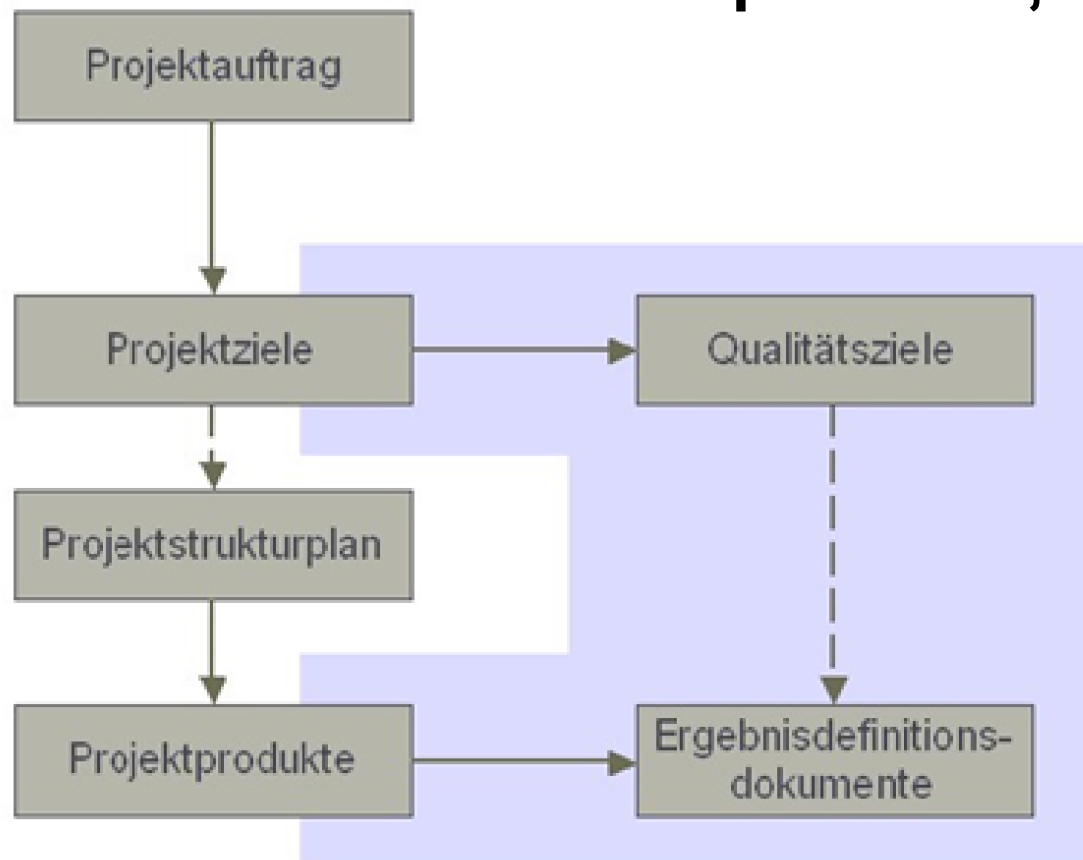 Projektauftrag
Projektziele
Qualitätsziele
Projektstrukturplan
Projektprodukte
Ergebnisdefinitions-
dokumente